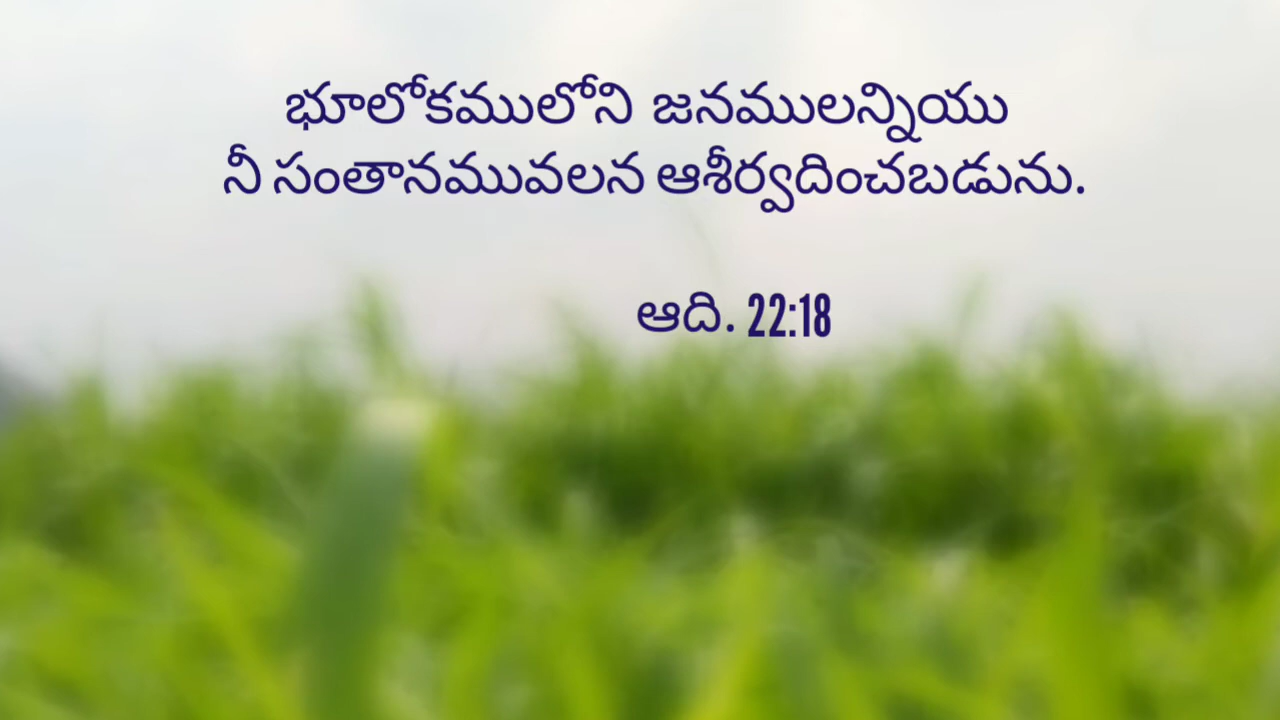 భూలోకములోని జనములన్నియు
నీ సంతానమువలన ఆశీర్వదించబడును.
ఆది. 22:18